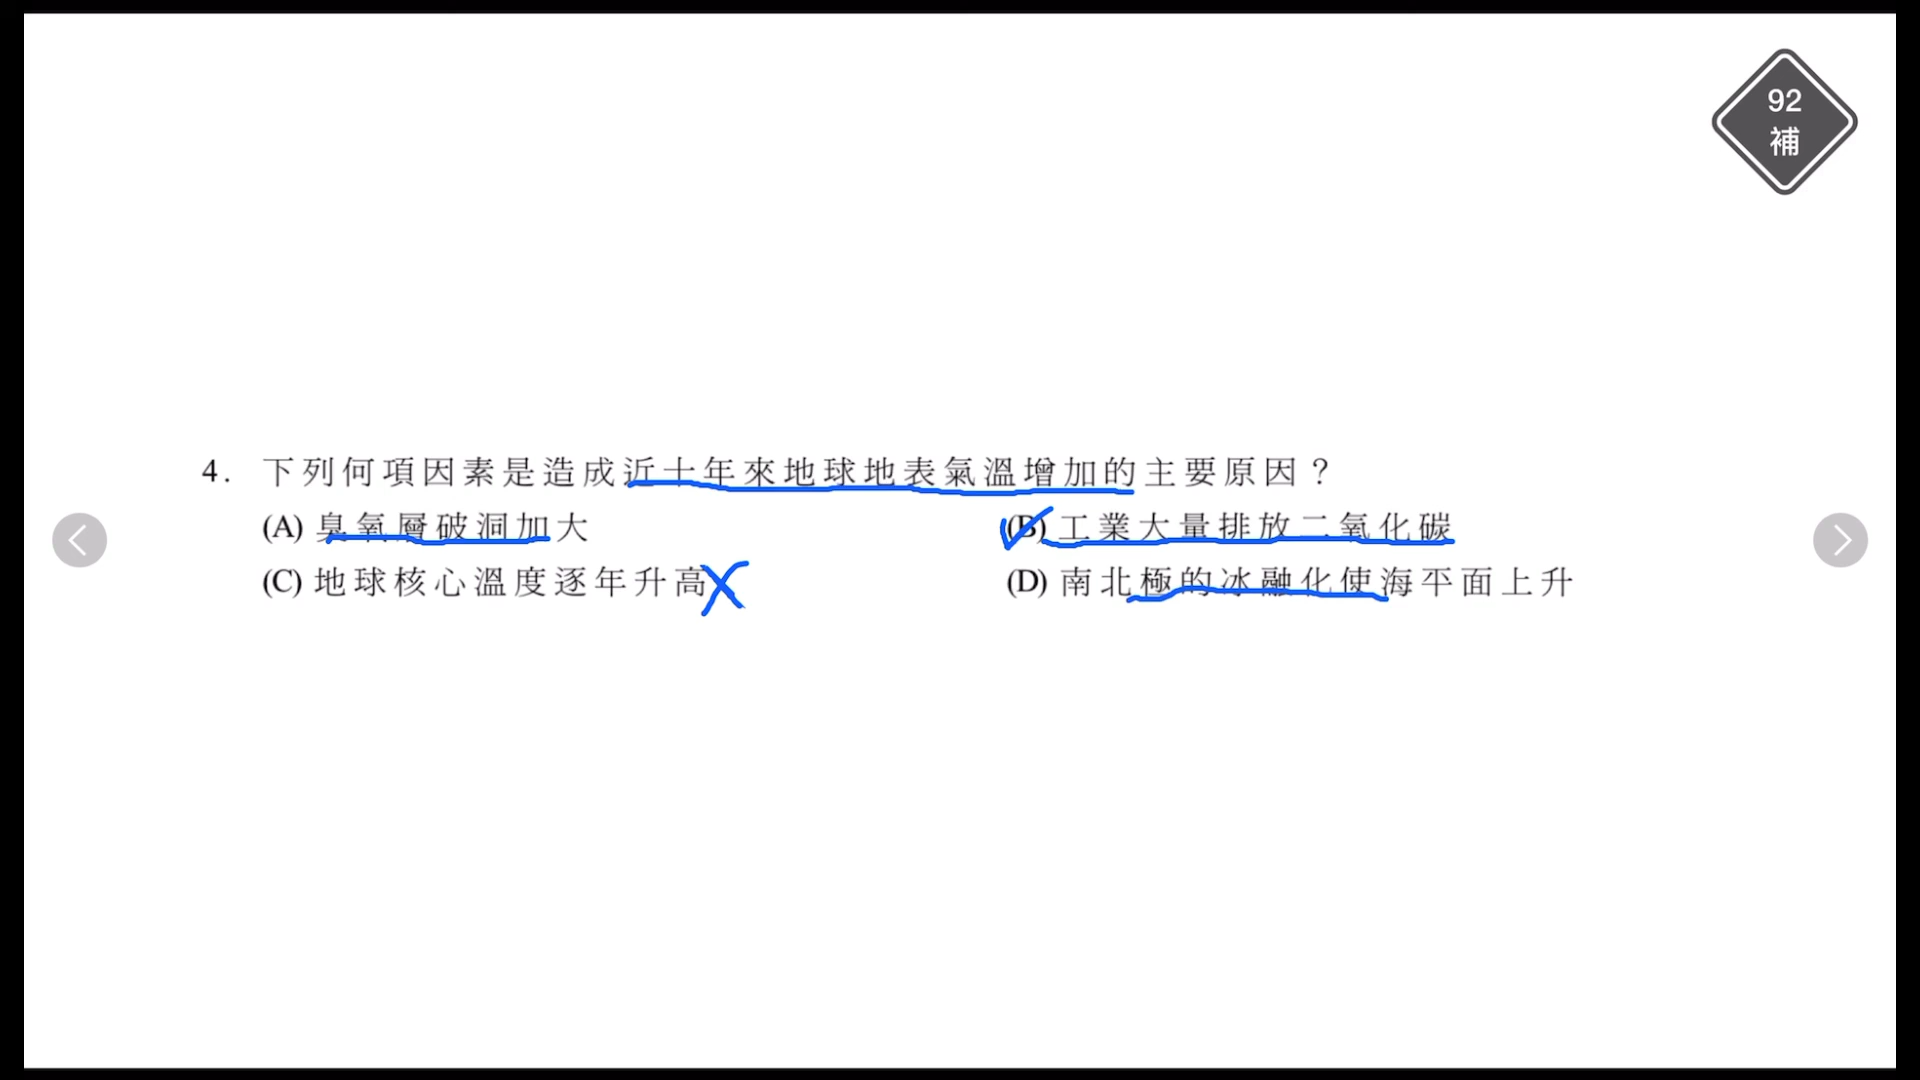 92
補
4. 下列何項因素是造成近十年來地球地表氣溫增加的主要原因？
(A) 臭氧層破洞加大 (B) 工業大量排放二氧化碳
(C) 地球核心溫度逐年升高 (D) 南北極的冰融化使海平面上升